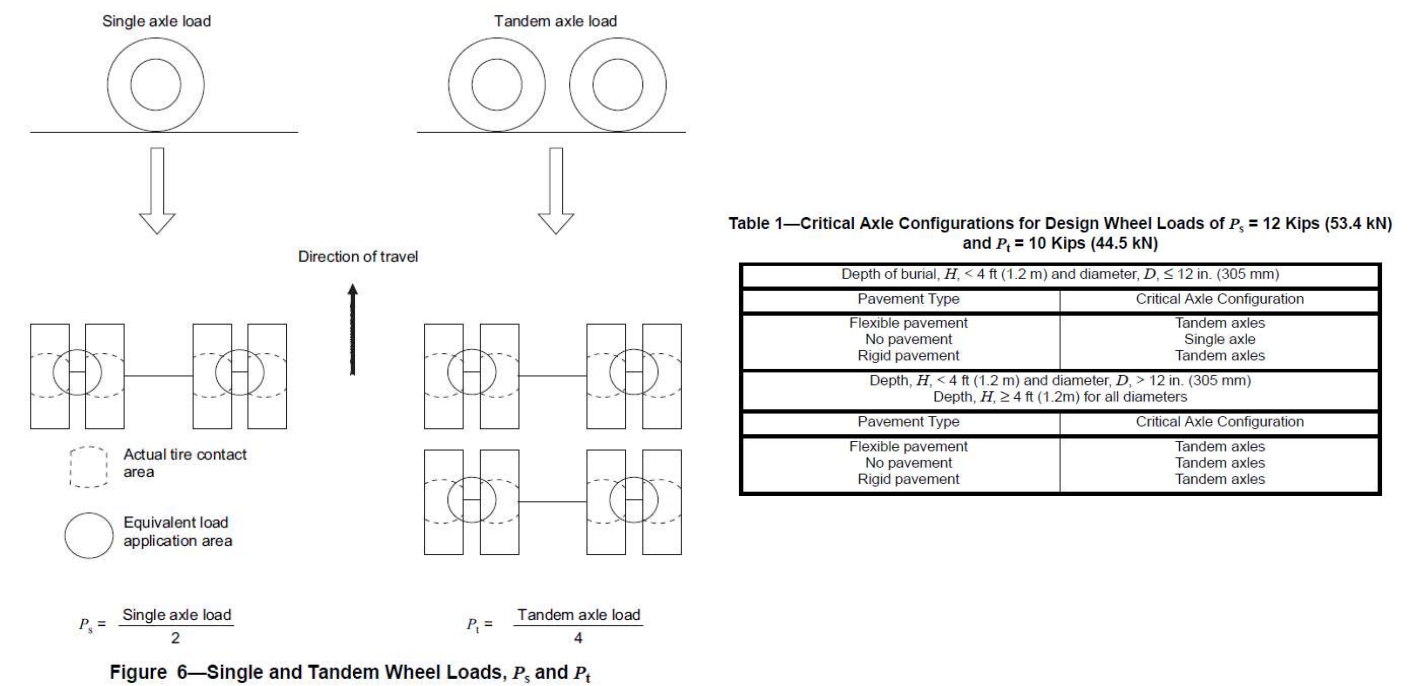 Single axle load
Tandem axle load
Direction of travel
Actual tire contact
area
Equivalent load
application area
Pₛ = Single axle load / 2
Pₜ = Tandem axle load / 4
Figure 6—Single and Tandem Wheel Loads, Pₛ and Pₜ
Table 1—Critical Axle Configurations for Design Wheel Loads of Pₛ = 12 Kips (53.4 kN)
and Pₜ = 10 Kips (44.5 kN)
Depth of burial, H, < 4 ft (1.2 m) and diameter, D, ≤ 12 in. (305 mm)
Pavement Type Critical Axle Configuration
Flexible pavement Tandem axles
No pavement Single axle
Rigid pavement Tandem axles
Depth, H, < 4 ft (1.2 m) and diameter, D, > 12 in. (305 mm)
Depth, H, ≥ 4 ft (1.2m) for all diameters
Pavement Type Critical Axle Configuration
Flexible pavement Tandem axles
No pavement Tandem axles
Rigid pavement Tandem axles